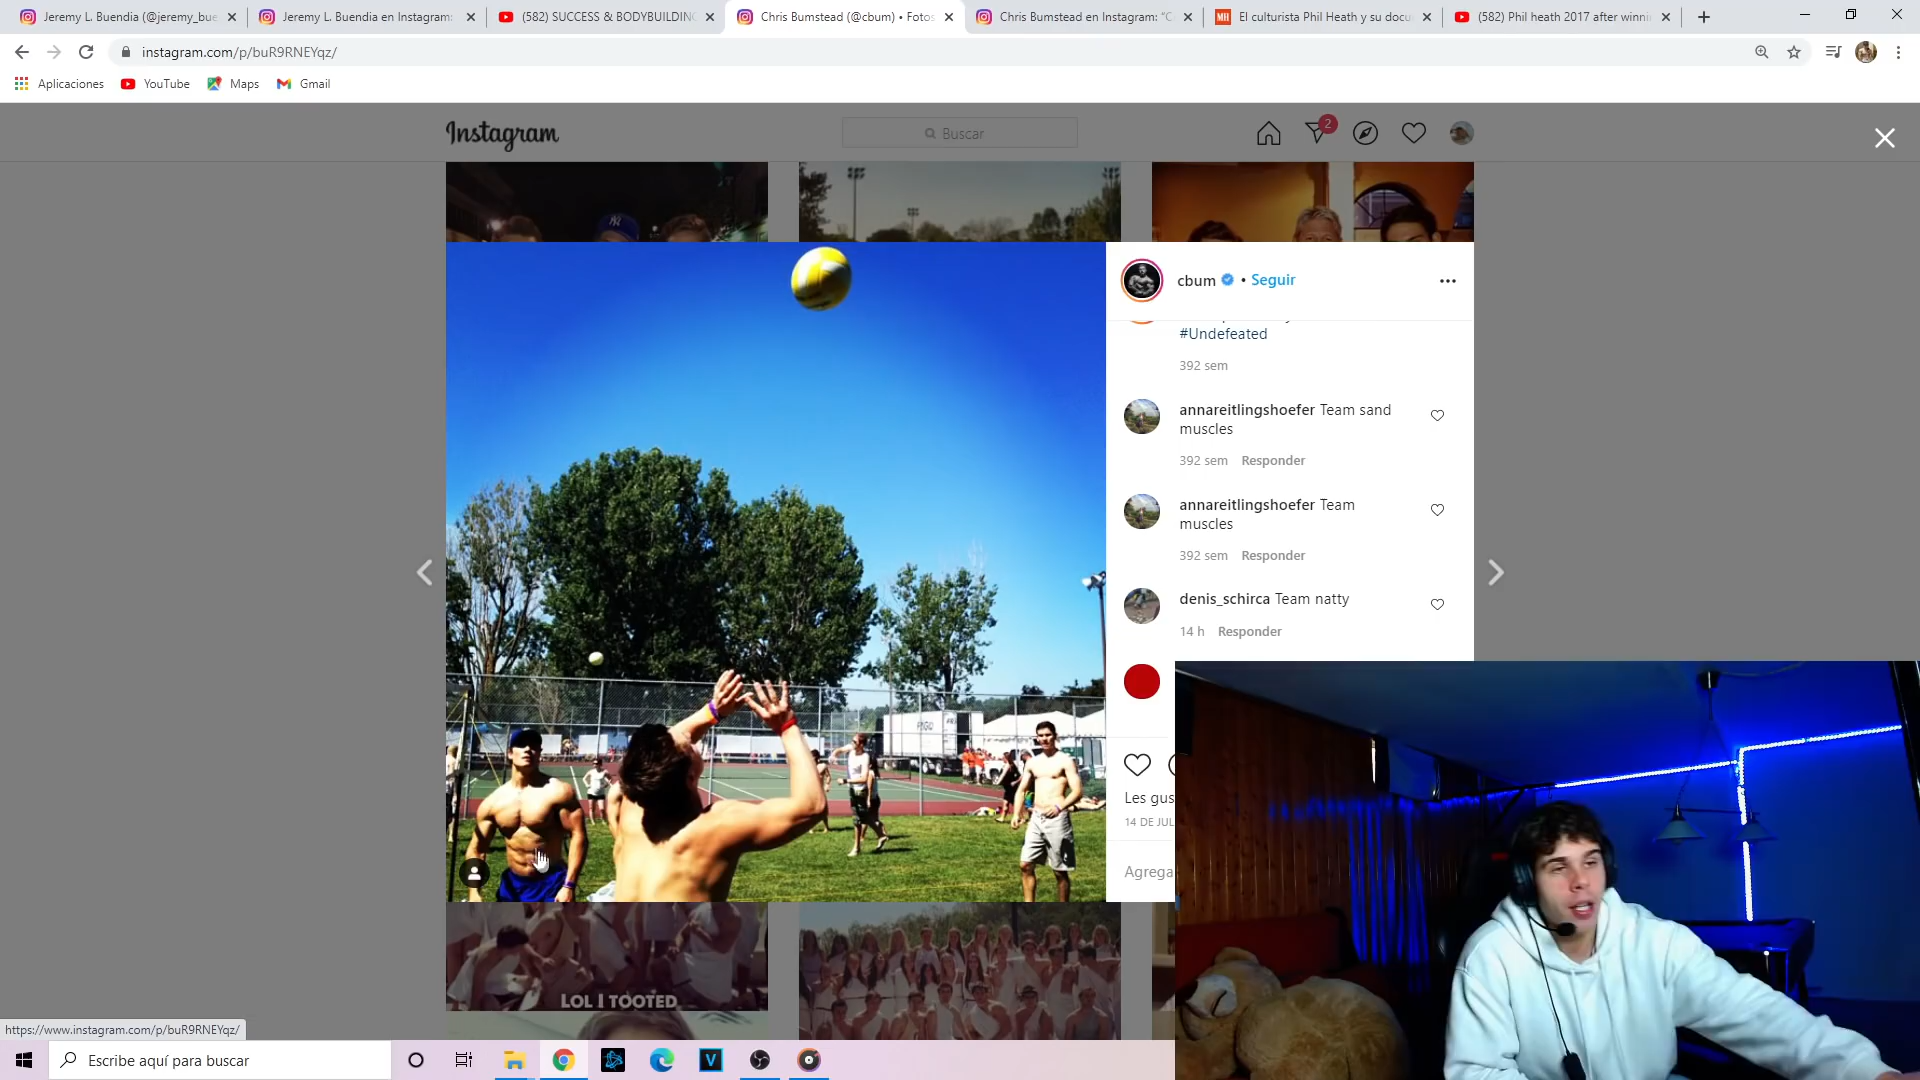 Jeremy L. Buendia (@jeremy_bue
Jeremy L. Buendia en Instagram:
(582) SUCCESS & BODYBUILDING
Chris Bumstead (@cbum) • Fotos
Chris Bumstead en Instagram: "C
MH
El culturista Phil Heath y su docu
(582) Phil heath 2017 after winni
instagram.com/p/buR9RNEYqz/
Aplicaciones
YouTube
Maps
Gmail
Instagram
Buscar
2
cbum • Seguir
#Undefeated
392 sem
annareitlingshoefer Team sand
muscles
392 sem Responder
annareitlingshoefer Team
muscles
392 sem Responder
denis_schirca Team natty
14 h Responder
Les gus
14 DE JUL
Agrega
LOL I TOOTED
https://www.instagram.com/p/buR9RNEYqz/
Escribe aquí para buscar
V